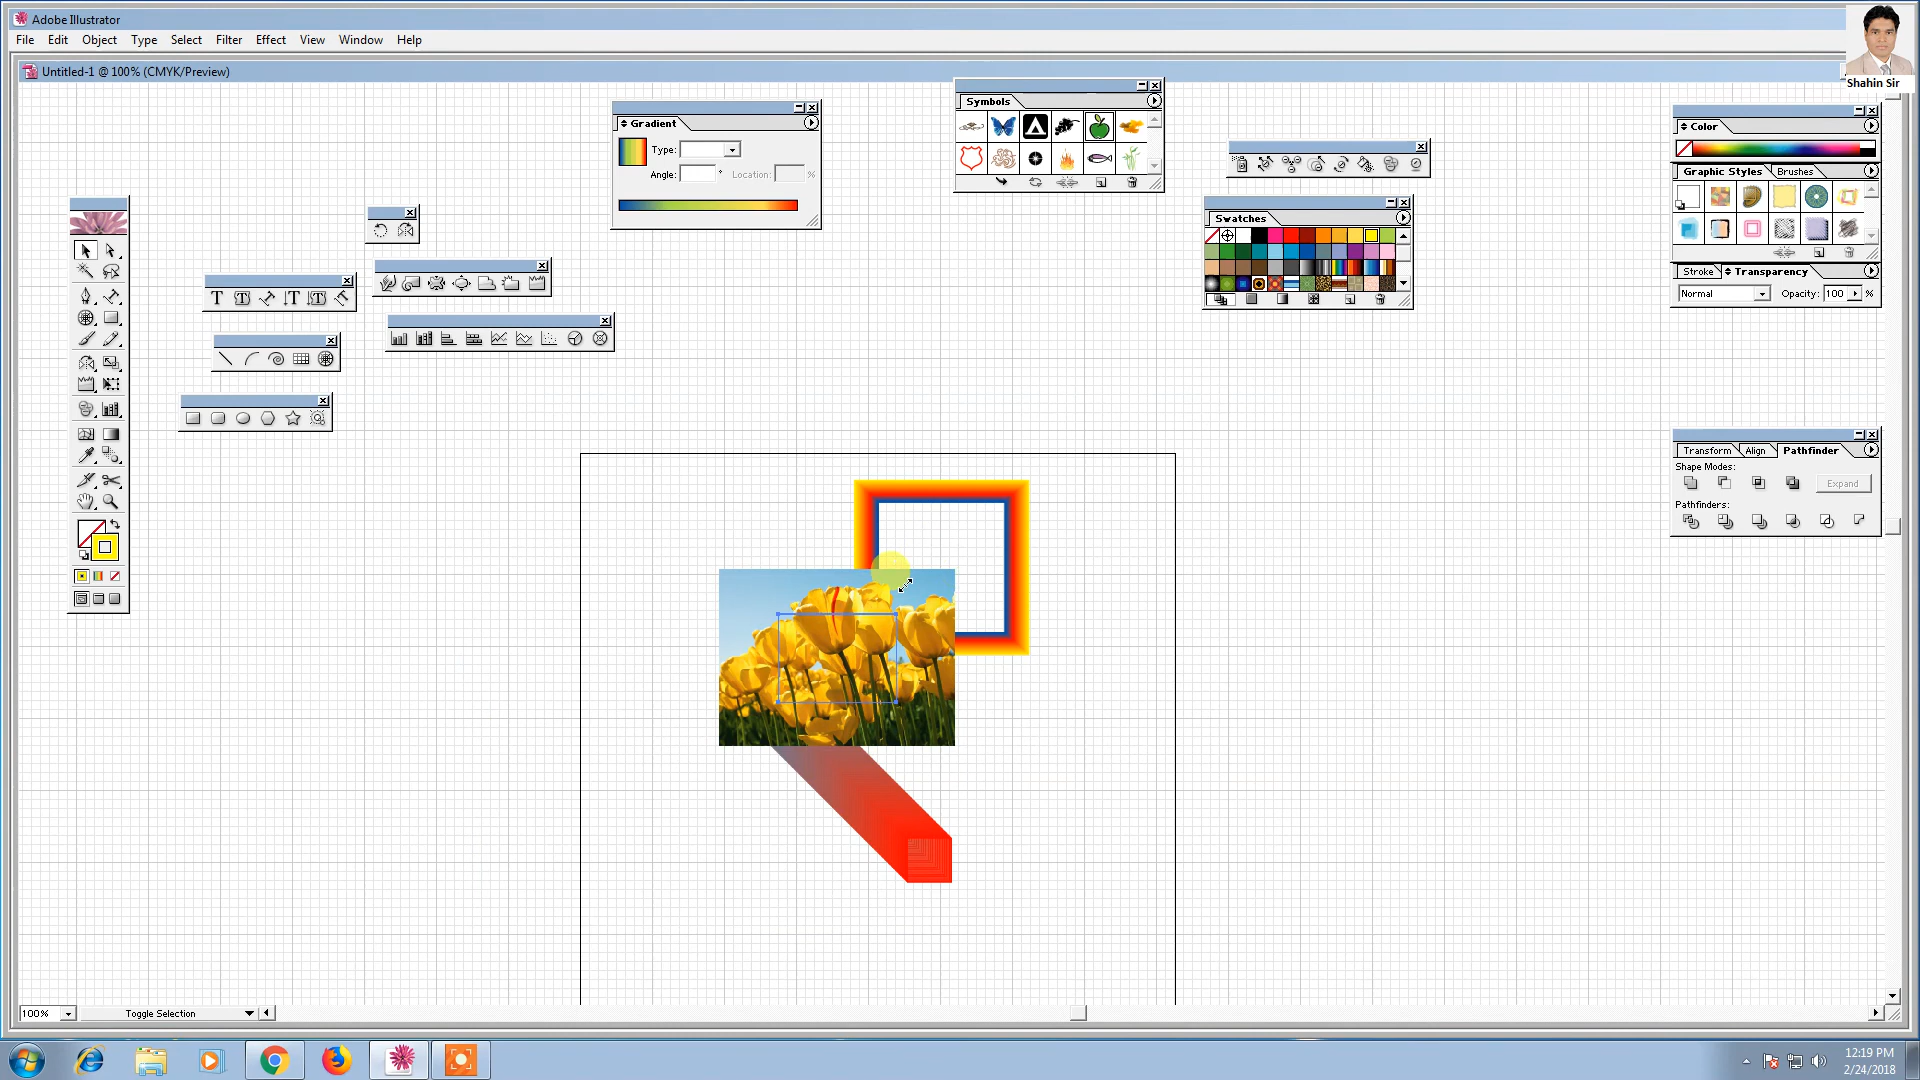 Adobe Illustrator
File Edit Object Type Select Filter Effect View Window Help
Shahin Sir
Untitled-1 @ 100% (CMYK/Preview)
Gradient
Type:
Angle: ° Location: %
Symbols
Swatches
Color
Graphic Styles Brushes
Stroke Transparency
Normal Opacity: 100 %
Transform Align Pathfinder
Shape Modes:
Expand
Pathfinders:
T T T T
100% Toggle Selection
12:19 PM
2/24/2018